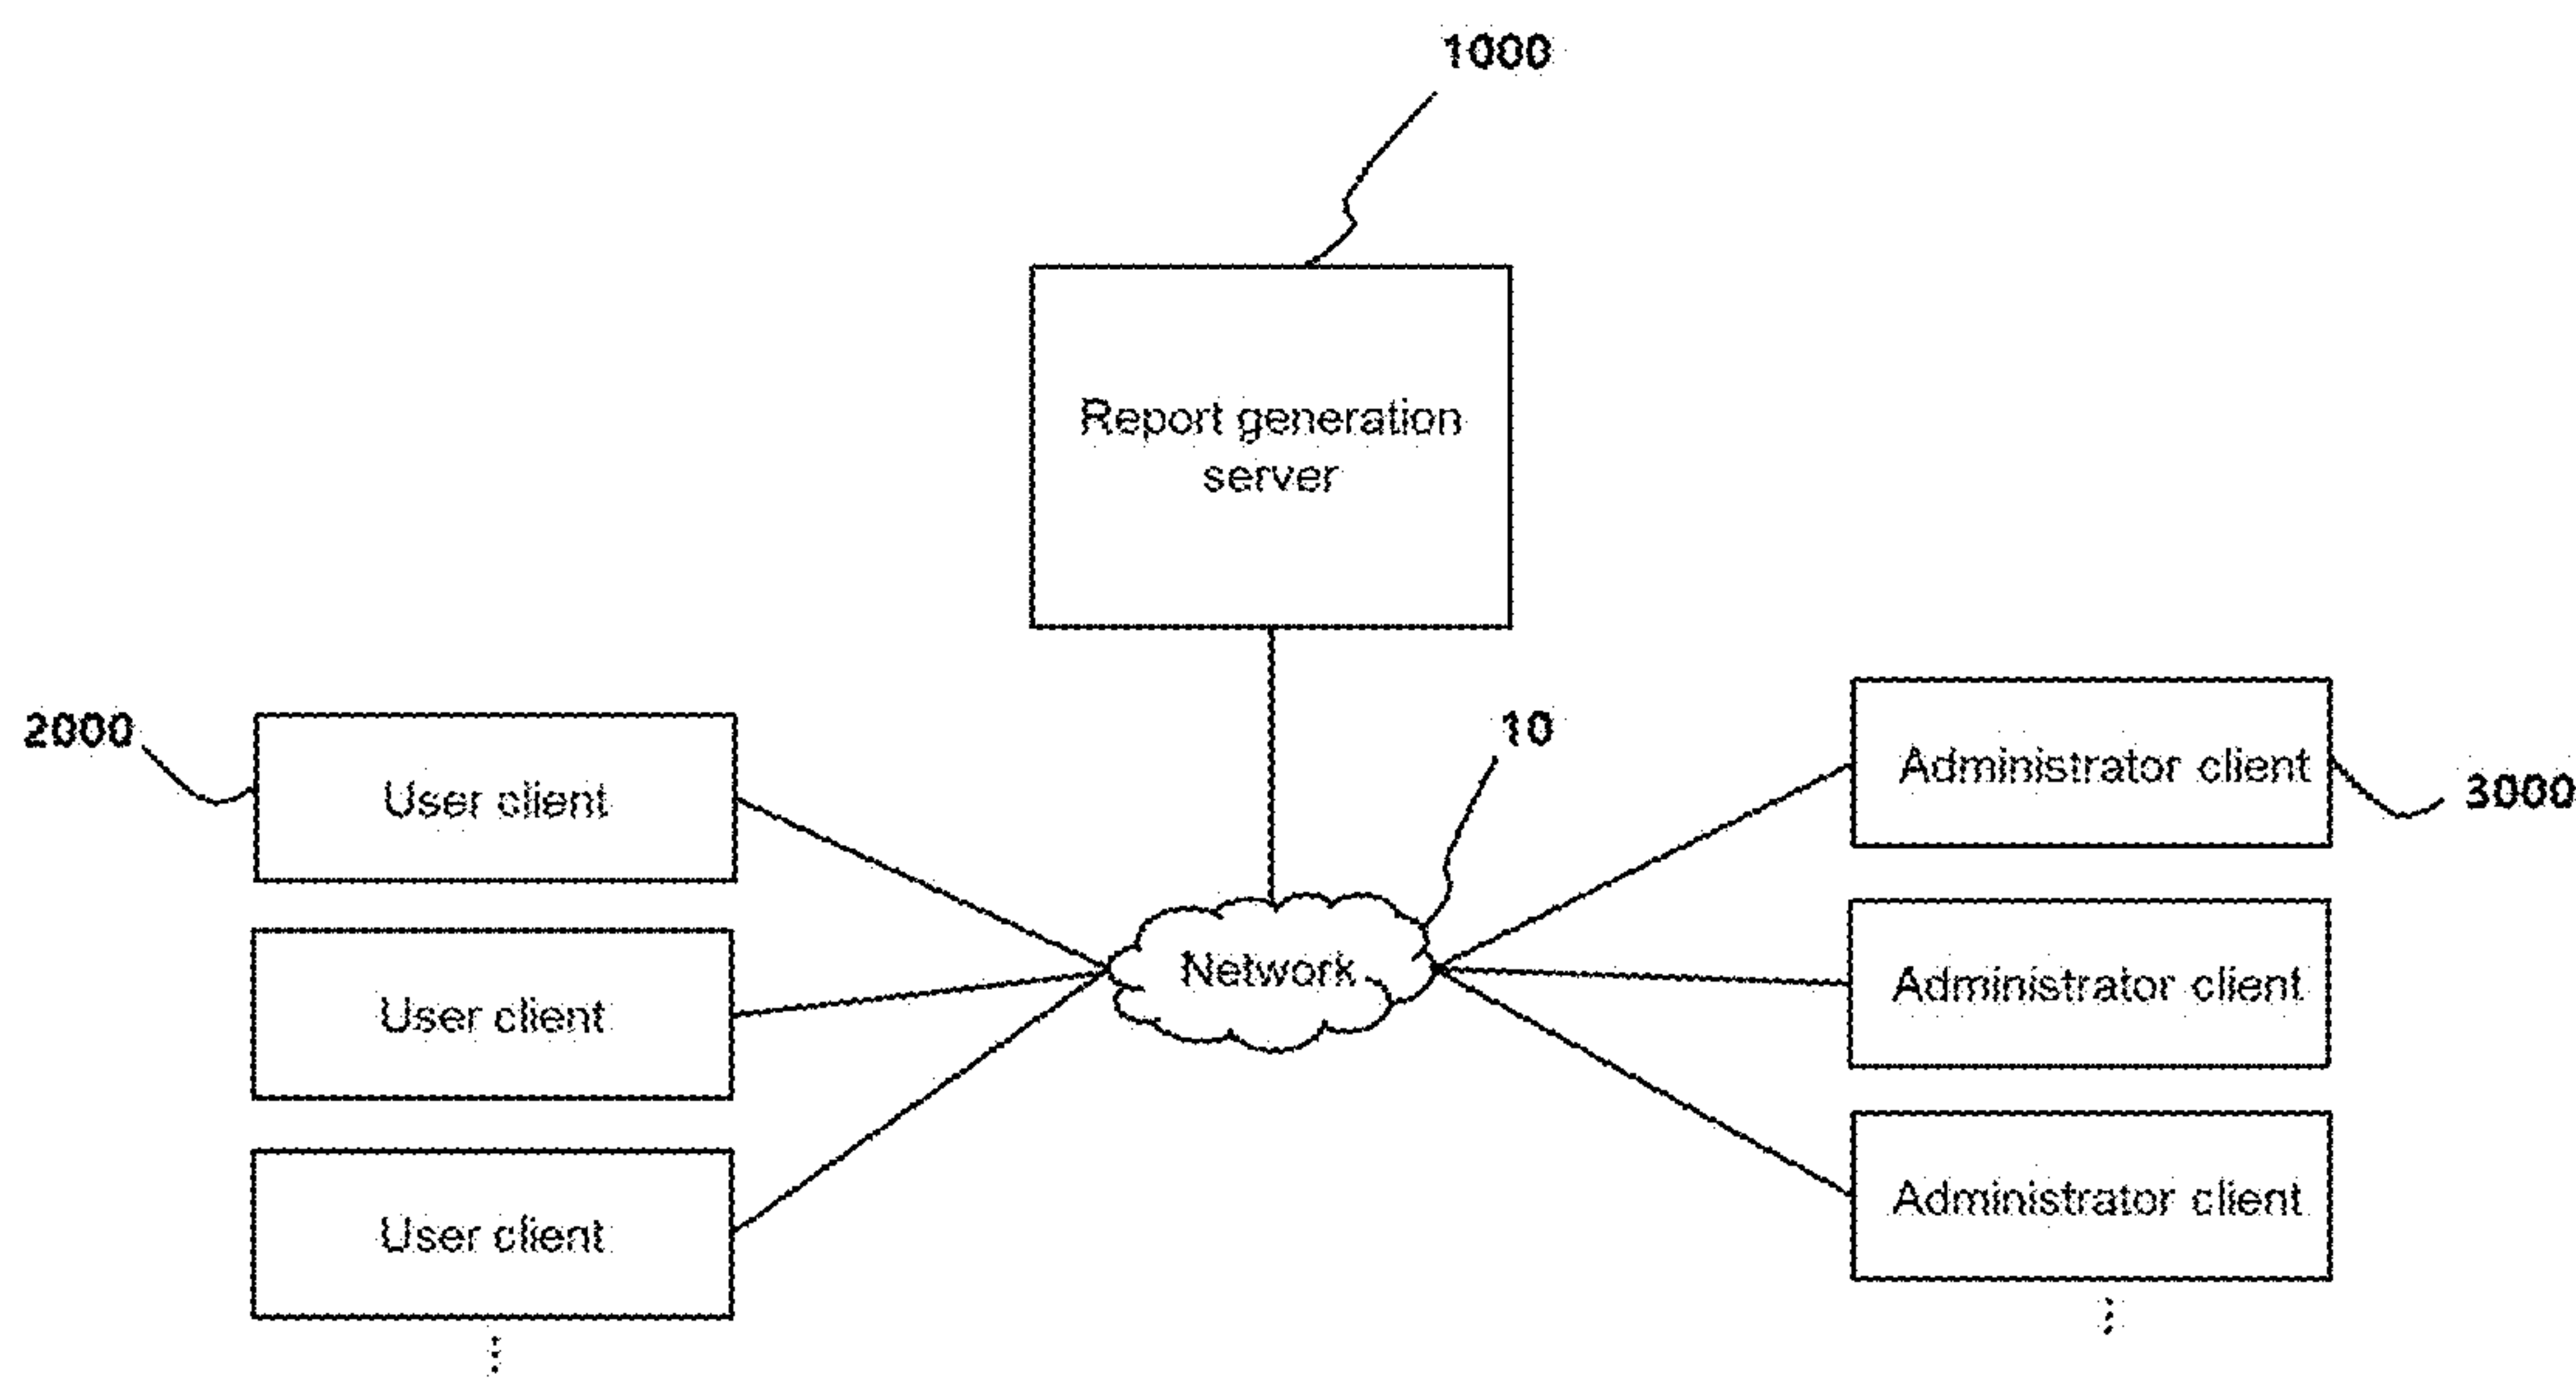 1000
Report generation
server
2000
User client
10
Administrator client
3000
Network
User client
Administrator client
User client
Administrator client